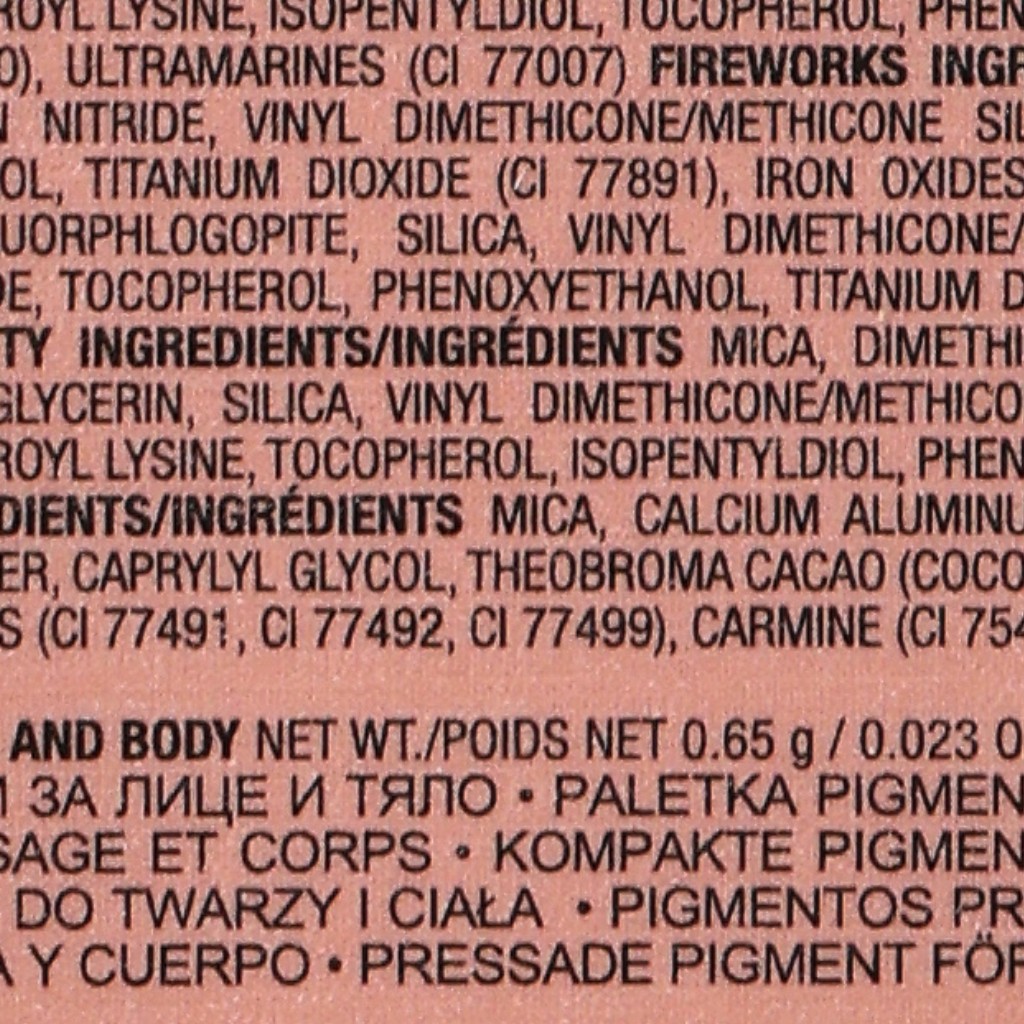 ROYL LYSINE, ISOPENTYLDIOL, TOCOPHEROL, PHEN
0), ULTRAMARINES (CI 77007) FIREWORKS INGR
N NITRIDE, VINYL DIMETHICONE/METHICONE SIL
OL, TITANIUM DIOXIDE (CI 77891), IRON OXIDES
UORPHLOGOPITE, SILICA, VINYL DIMETHICONE/
DE, TOCOPHEROL, PHENOXYETHANOL, TITANIUM D
TY INGREDIENTS/INGRÉDIENTS MICA, DIMETHI
GLYCERIN, SILICA, VINYL DIMETHICONE/METHICO
ROYL LYSINE, TOCOPHEROL, ISOPENTYLDIOL, PHEN
DIENTS/INGRÉDIENTS MICA, CALCIUM ALUMINU
ER, CAPRYLYL GLYCOL, THEOBROMA CACAO (COCO
S (CI 77491, CI 77492, CI 77499), CARMINE (CI 754
AND BODY NET WT./POIDS NET 0.65 g / 0.023 O
ЗА ЛИЦЕ И ТЯЛО • PALETKA PIGMEN
SAGE ET CORPS • KOMPAKTE PIGMEN
DO TWARZY I CIAŁA • PIGMENTOS PR
A Y CUERPO • PRESSADE PIGMENT FÖR